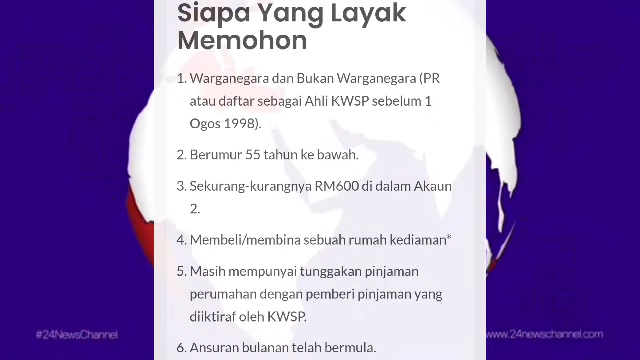 Siapa Yang Layak
Memohon
1. Warganegara dan Bukan Warganegara (PR
atau daftar sebagai Ahli KWSP sebelum 1
Ogos 1998).
2. Berumur 55 tahun ke bawah.
3. Sekurang-kurangnya RM600 di dalam Akaun
2.
4. Membeli/membina sebuah rumah kediaman*
5. Masih mempunyai tunggakan pinjaman
perumahan dengan pemberi pinjaman yang
diiktiraf oleh KWSP.
6. Ansuran bulanan telah bermula.
#24NewsChannel
www.24newschannel.com